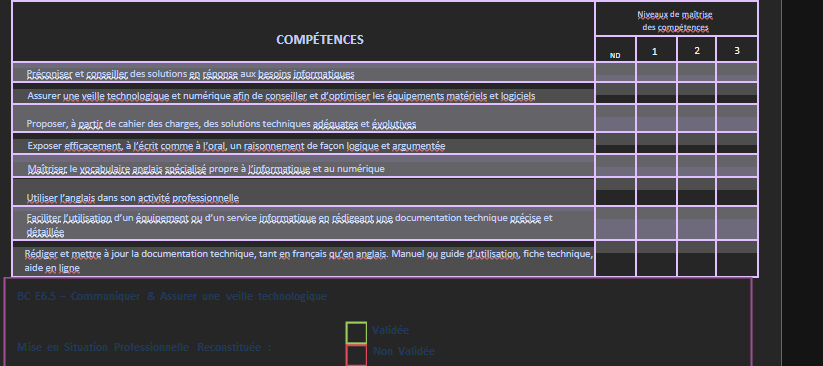 Niveaux de maîtrise
des compétences
COMPÉTENCES
ND 1 2 3
Préconiser et conseiller des solutions en réponse aux besoins informatiques
Assurer une veille technologique et numérique afin de conseiller et d'optimiser les équipements matériels et logiciels
Proposer, à partir de cahier des charges, des solutions techniques adéquates et évolutives
Exposer efficacement, à l'écrit comme à l'oral, un raisonnement de façon logique et argumentée
Maîtriser le vocabulaire anglais spécialisé propre à l'informatique et au numérique
Utiliser l'anglais dans son activité professionnelle
Faciliter l'utilisation d'un équipement ou d'un service informatique en rédigeant une documentation technique précise et
détaillée
Rédiger et mettre à jour la documentation technique, tant en français qu'en anglais. Manuel ou guide d'utilisation, fiche technique,
aide en ligne
BC E6.5 – Communiquer & Assurer une veille technologique
Validée
Mise en Situation Professionnelle Reconstituée :
Non Validée